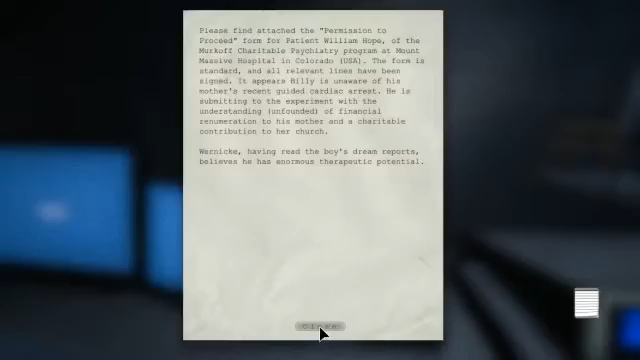 Please find attached the "Permission to
Proceed" form for Patient William Hope, of the
Murkoff Charitable Psychiatry program at Mount
Massive Hospital in Colorado (USA). The form is
standard, and all relevant lines have been
signed. It appears Billy is unaware of his
mother's recent guided cardiac arrest. He is
submitting to the experiment with the
understanding (unfounded) of financial
renumeration to his mother and a charitable
contribution to her church.
Wernicke, having read the boy's dream reports,
believes he has enormous therapeutic potential.